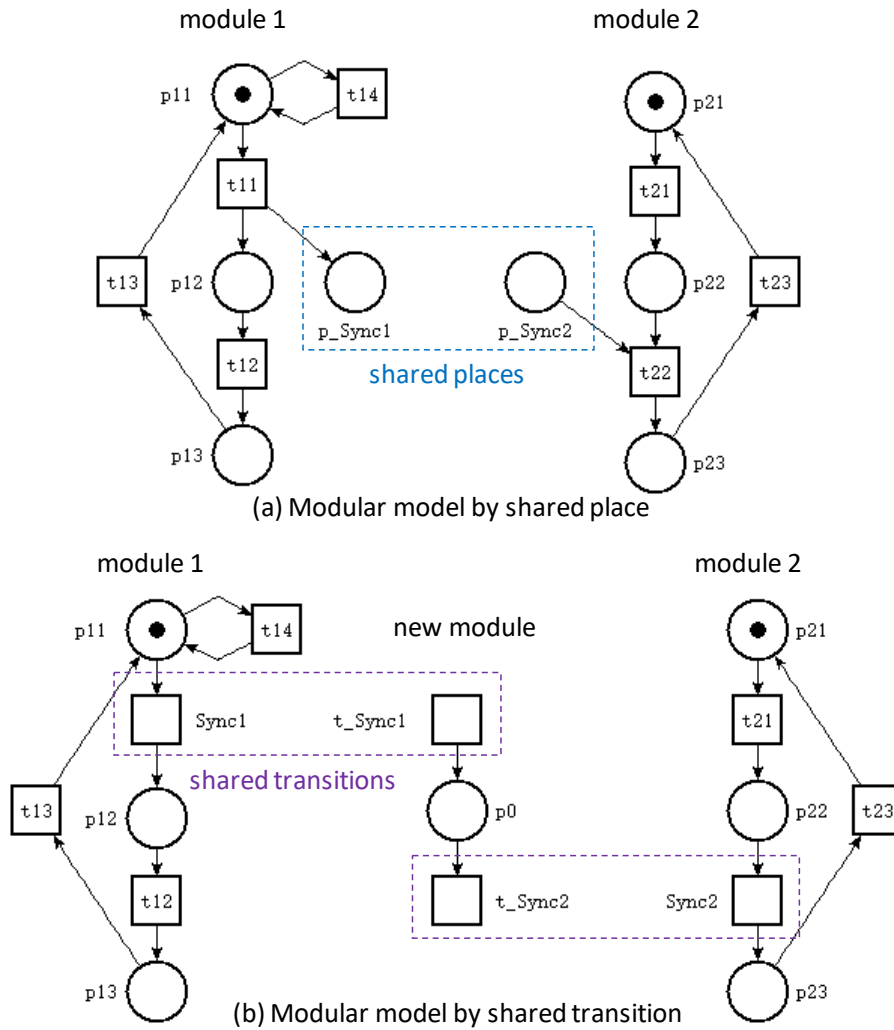 module 1
module 2
p11
t14
p21
t11
t21
t13
p12
p22
t23
p_Sync1
p_Sync2
t12
shared places
t22
p13
p23
(a) Modular model by shared place
module 1
module 2
p11
t14
new module
p21
Sync1
t_Sync1
t21
shared transitions
t13
p12
p0
p22
t23
t12
t_Sync2
Sync2
p13
p23
(b) Modular model by shared transition